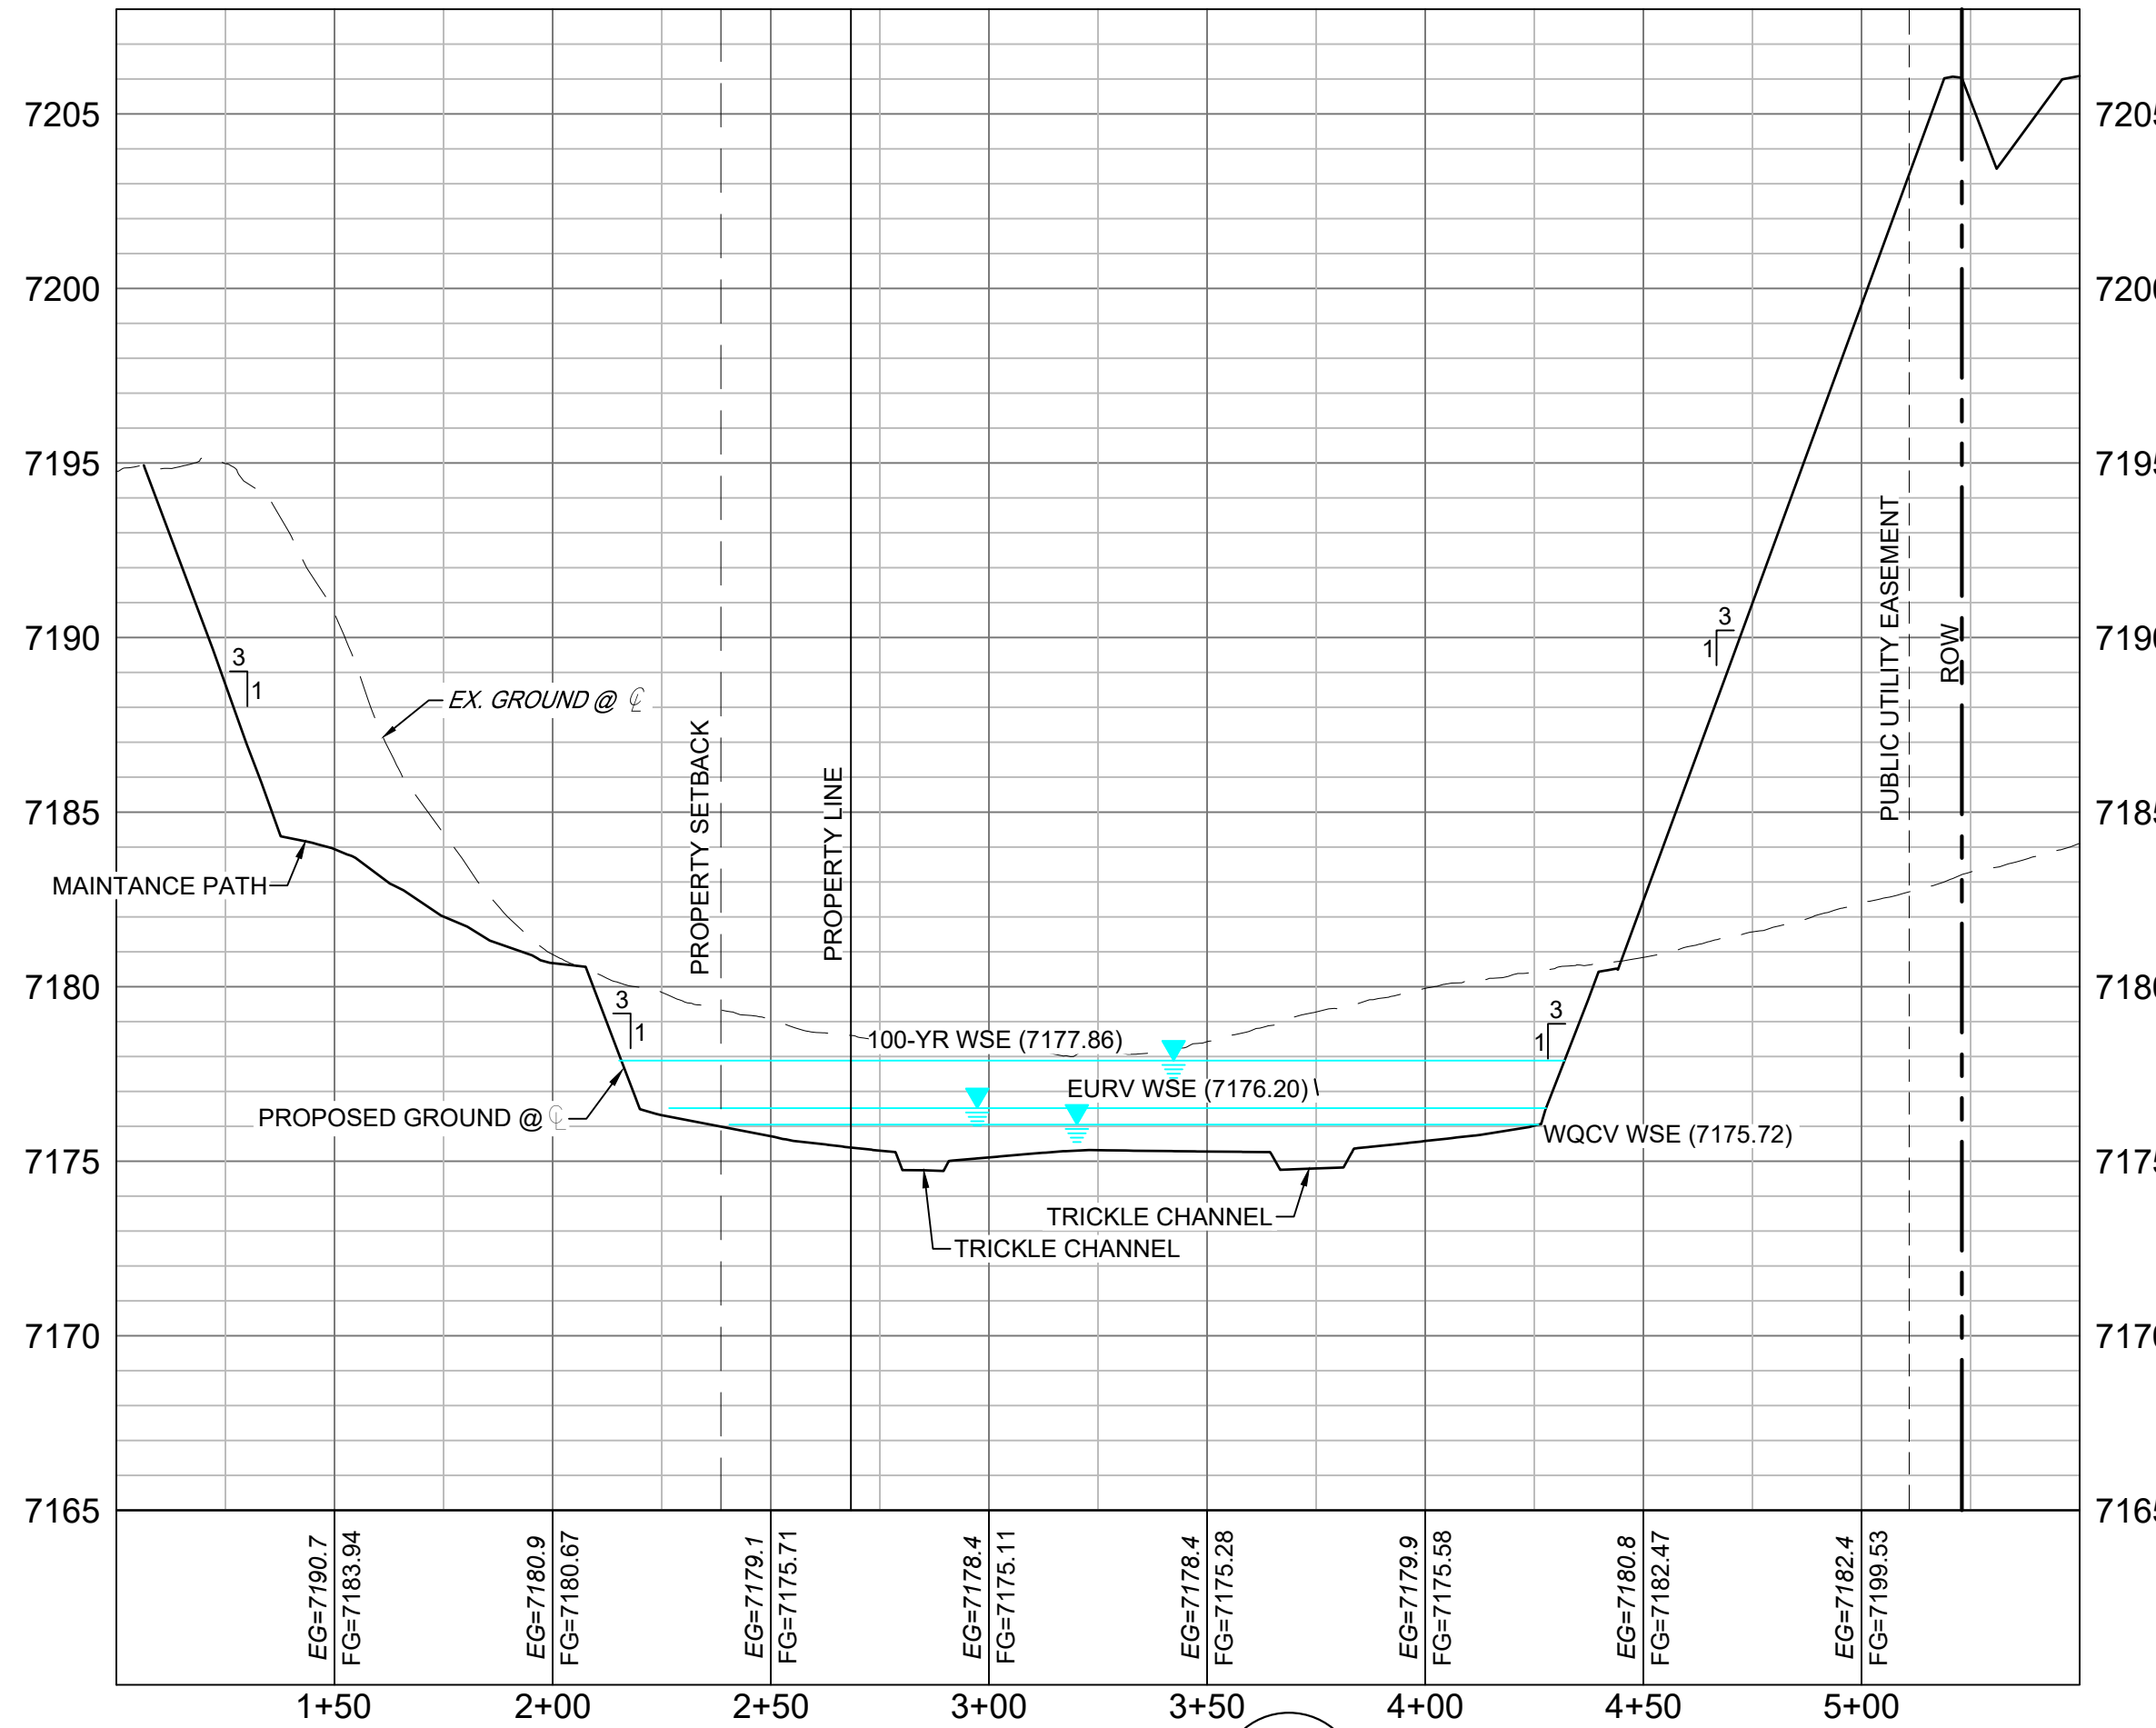 7205
7205
7200
7200
7195
7195
7190
7190
7185
7185
7180
7180
7175
7175
7170
7170
7165
7165
3
1
EX. GROUND @ ℄
MAINTANCE PATH
PROPERTY SETBACK
PROPERTY LINE
3
1
PUBLIC UTILITY EASEMENT
ROW
3
1
3
1
100-YR WSE (7177.86)
EURV WSE (7176.20)
PROPOSED GROUND @ ℄
WQCV WSE (7175.72)
TRICKLE CHANNEL
TRICKLE CHANNEL
EG=7190.7
FG=7183.94
EG=7180.9
FG=7180.67
EG=7179.1
FG=7175.71
EG=7178.4
FG=7175.11
EG=7178.4
FG=7175.28
EG=7179.9
FG=7175.58
EG=7180.8
FG=7182.47
EG=7182.4
FG=7199.53
1+50
2+00
2+50
3+00
3+50
4+00
4+50
5+00